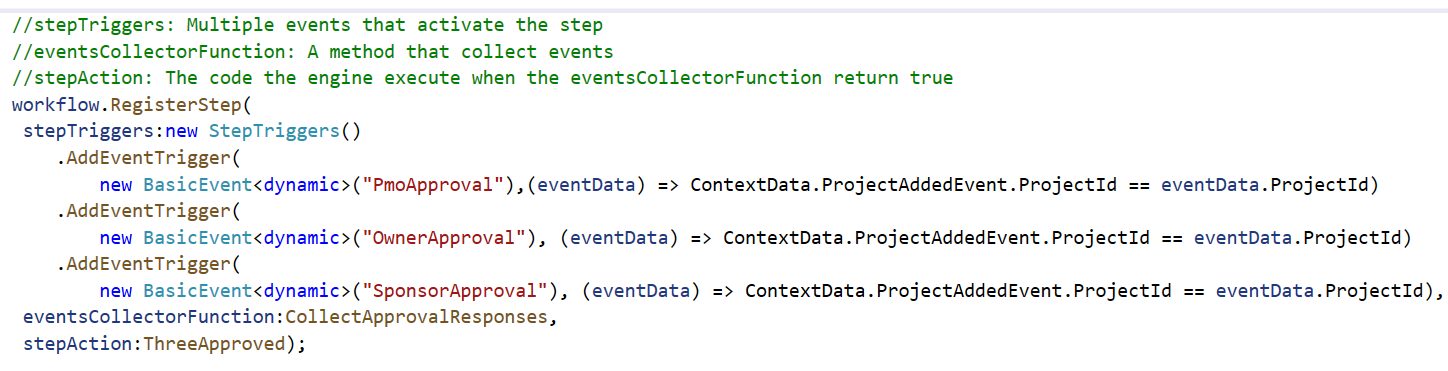 //stepTriggers: Multiple events that activate the step
//eventsCollectorFunction: A method that collect events
//stepAction: The code the engine execute when the eventsCollectorFunction return true
workflow.RegisterStep(
stepTriggers:new StepTriggers()
.AddEventTrigger(
new BasicEvent<dynamic>("PmoApproval"),(eventData) => ContextData.ProjectAddedEvent.ProjectId == eventData.ProjectId)
.AddEventTrigger(
new BasicEvent<dynamic>("OwnerApproval"), (eventData) => ContextData.ProjectAddedEvent.ProjectId == eventData.ProjectId)
.AddEventTrigger(
new BasicEvent<dynamic>("SponsorApproval"), (eventData) => ContextData.ProjectAddedEvent.ProjectId == eventData.ProjectId),
eventsCollectorFunction:CollectApprovalResponses,
stepAction:ThreeApproved);